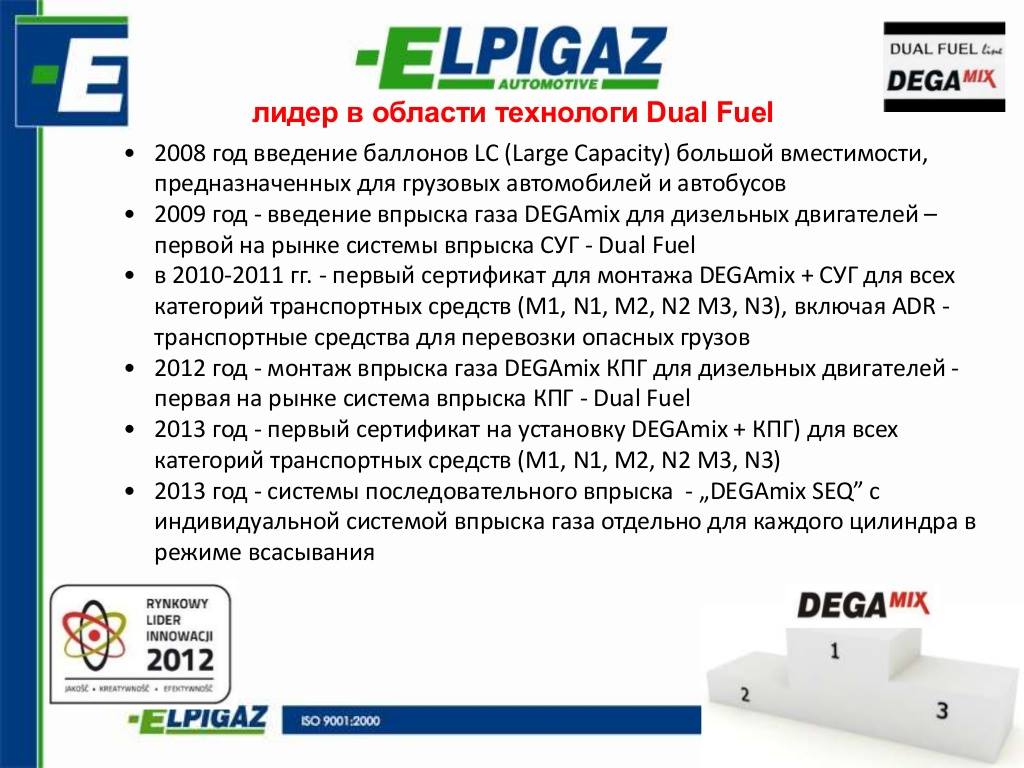 -E
-ELPIGAZ
AUTOMOTIVE
DUAL FUEL line
DEGAMIX
лидер в области технологи Dual Fuel
• 2008 год введение баллонов LC (Large Capacity) большой вместимости,
предназначенных для грузовых автомобилей и автобусов
• 2009 год - введение впрыска газа DEGAmix для дизельных двигателей –
первой на рынке системы впрыска СУГ - Dual Fuel
• в 2010-2011 гг. - первый сертификат для монтажа DEGAmix + СУГ для всех
категорий транспортных средств (M1, N1, M2, N2 M3, N3), включая ADR -
транспортные средства для перевозки опасных грузов
• 2012 год - монтаж впрыска газа DEGAmix КПГ для дизельных двигателей -
первая на рынке система впрыска КПГ - Dual Fuel
• 2013 год - первый сертификат на установку DEGAmix + КПГ) для всех
категорий транспортных средств (M1, N1, M2, N2 M3, N3)
• 2013 год - системы последовательного впрыска - „DEGAmix SEQ” с
индивидуальной системой впрыска газа отдельно для каждого цилиндра в
режиме всасывания
RYNKOWY
LIDER
INNOWACJI
2012
JAKOŚĆ • KREATYWNOŚĆ • EFEKTYWNOŚĆ
DEGAMIX
1
2
3
-ELPIGAZ
ISO 9001:2000